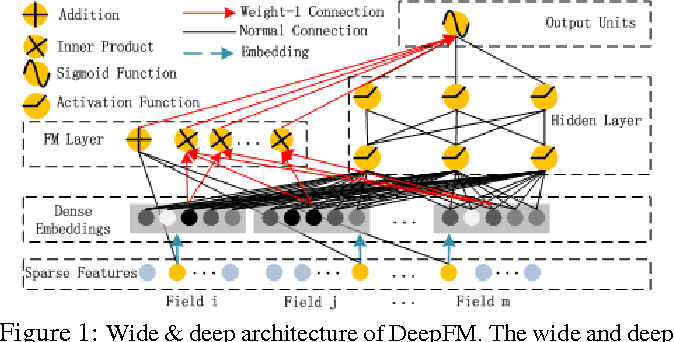 Addition
Inner Product
Sigmoid Function
Activation Function
Weight-1 Connection
Normal Connection
Embedding
Output Units
Hidden Layer
FM Layer
...
Dense
Embeddings
...
Sparse Features
... ... ... ...
Field i Field j ... Field m
Figure 1: Wide & deep architecture of DeepFM. The wide and deep